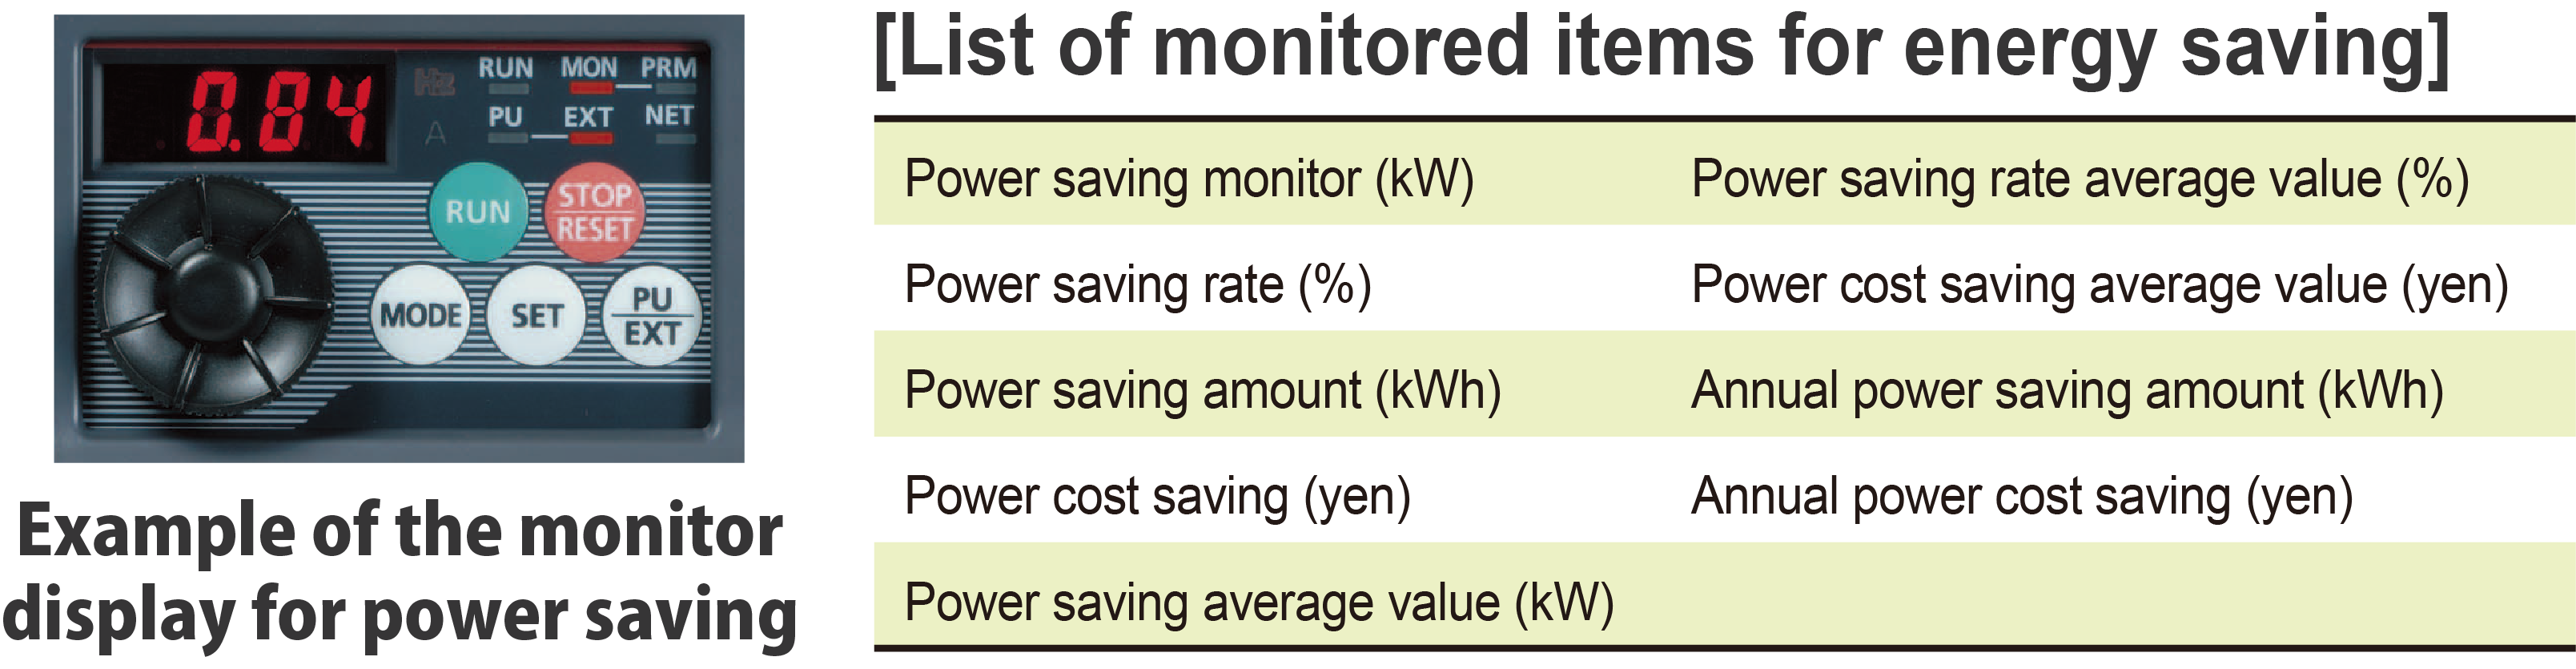 0.84
Hz
A
RUN MON PRM
PU EXT NET
RUN
STOP
RESET
MODE
SET
PU
EXT
Example of the monitor
display for power saving
[List of monitored items for energy saving]
Power saving monitor (kW) Power saving rate average value (%)
Power saving rate (%) Power cost saving average value (yen)
Power saving amount (kWh) Annual power saving amount (kWh)
Power cost saving (yen) Annual power cost saving (yen)
Power saving average value (kW)